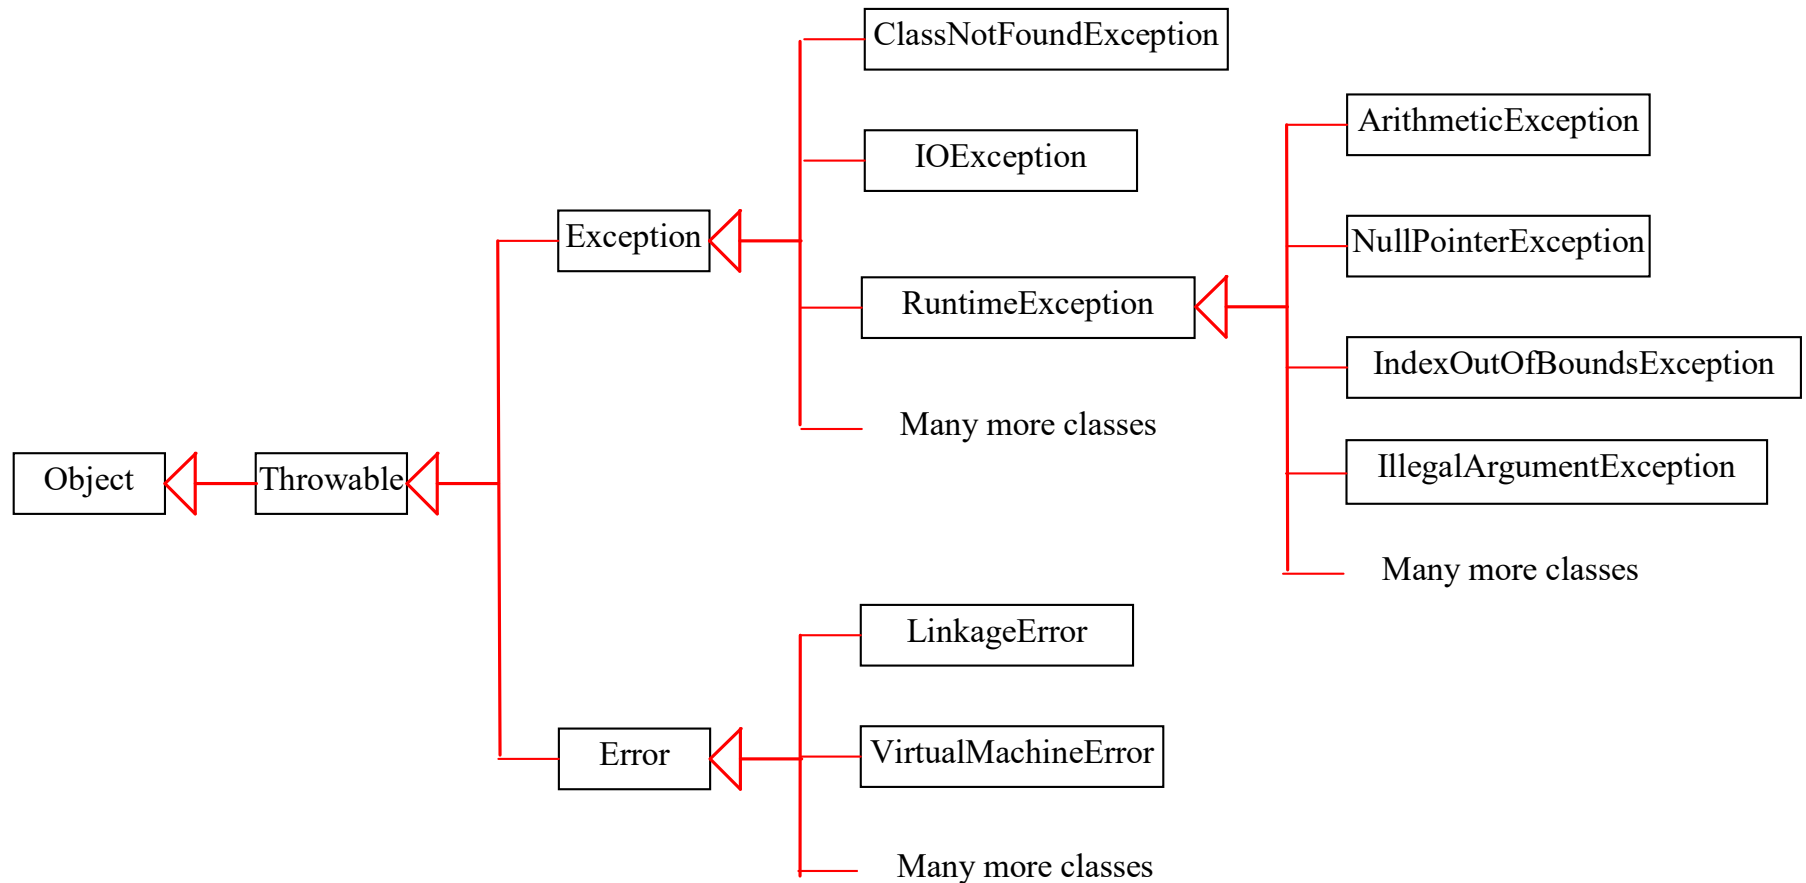 ClassNotFoundException
ArithmeticException
IOException
NullPointerException
Exception
RuntimeException
IndexOutOfBoundsException
Many more classes
IllegalArgumentException
Object
Throwable
Many more classes
LinkageError
Error
VirtualMachineError
Many more classes